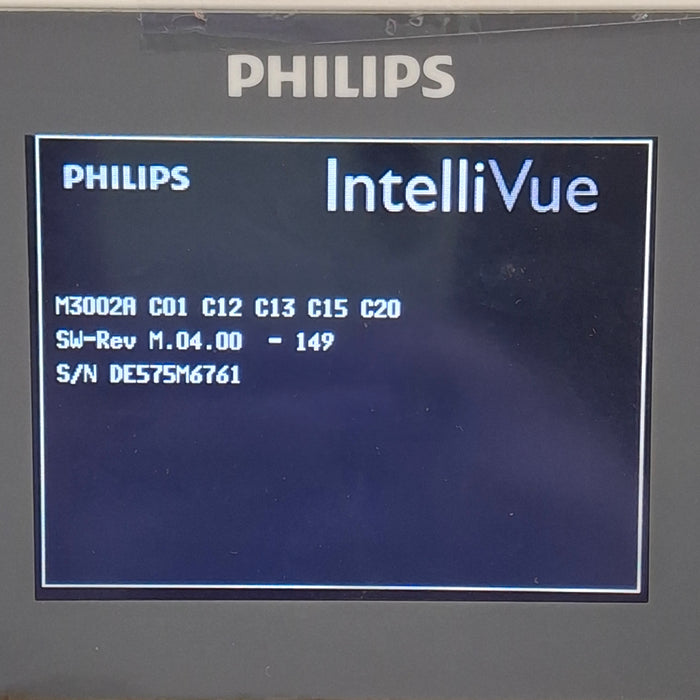 PHILIPS
PHILIPS IntelliVue
M3002A C01 C12 C13 C15 C20
SW-Rev M.04.00 - 149
S/N DE575M6761